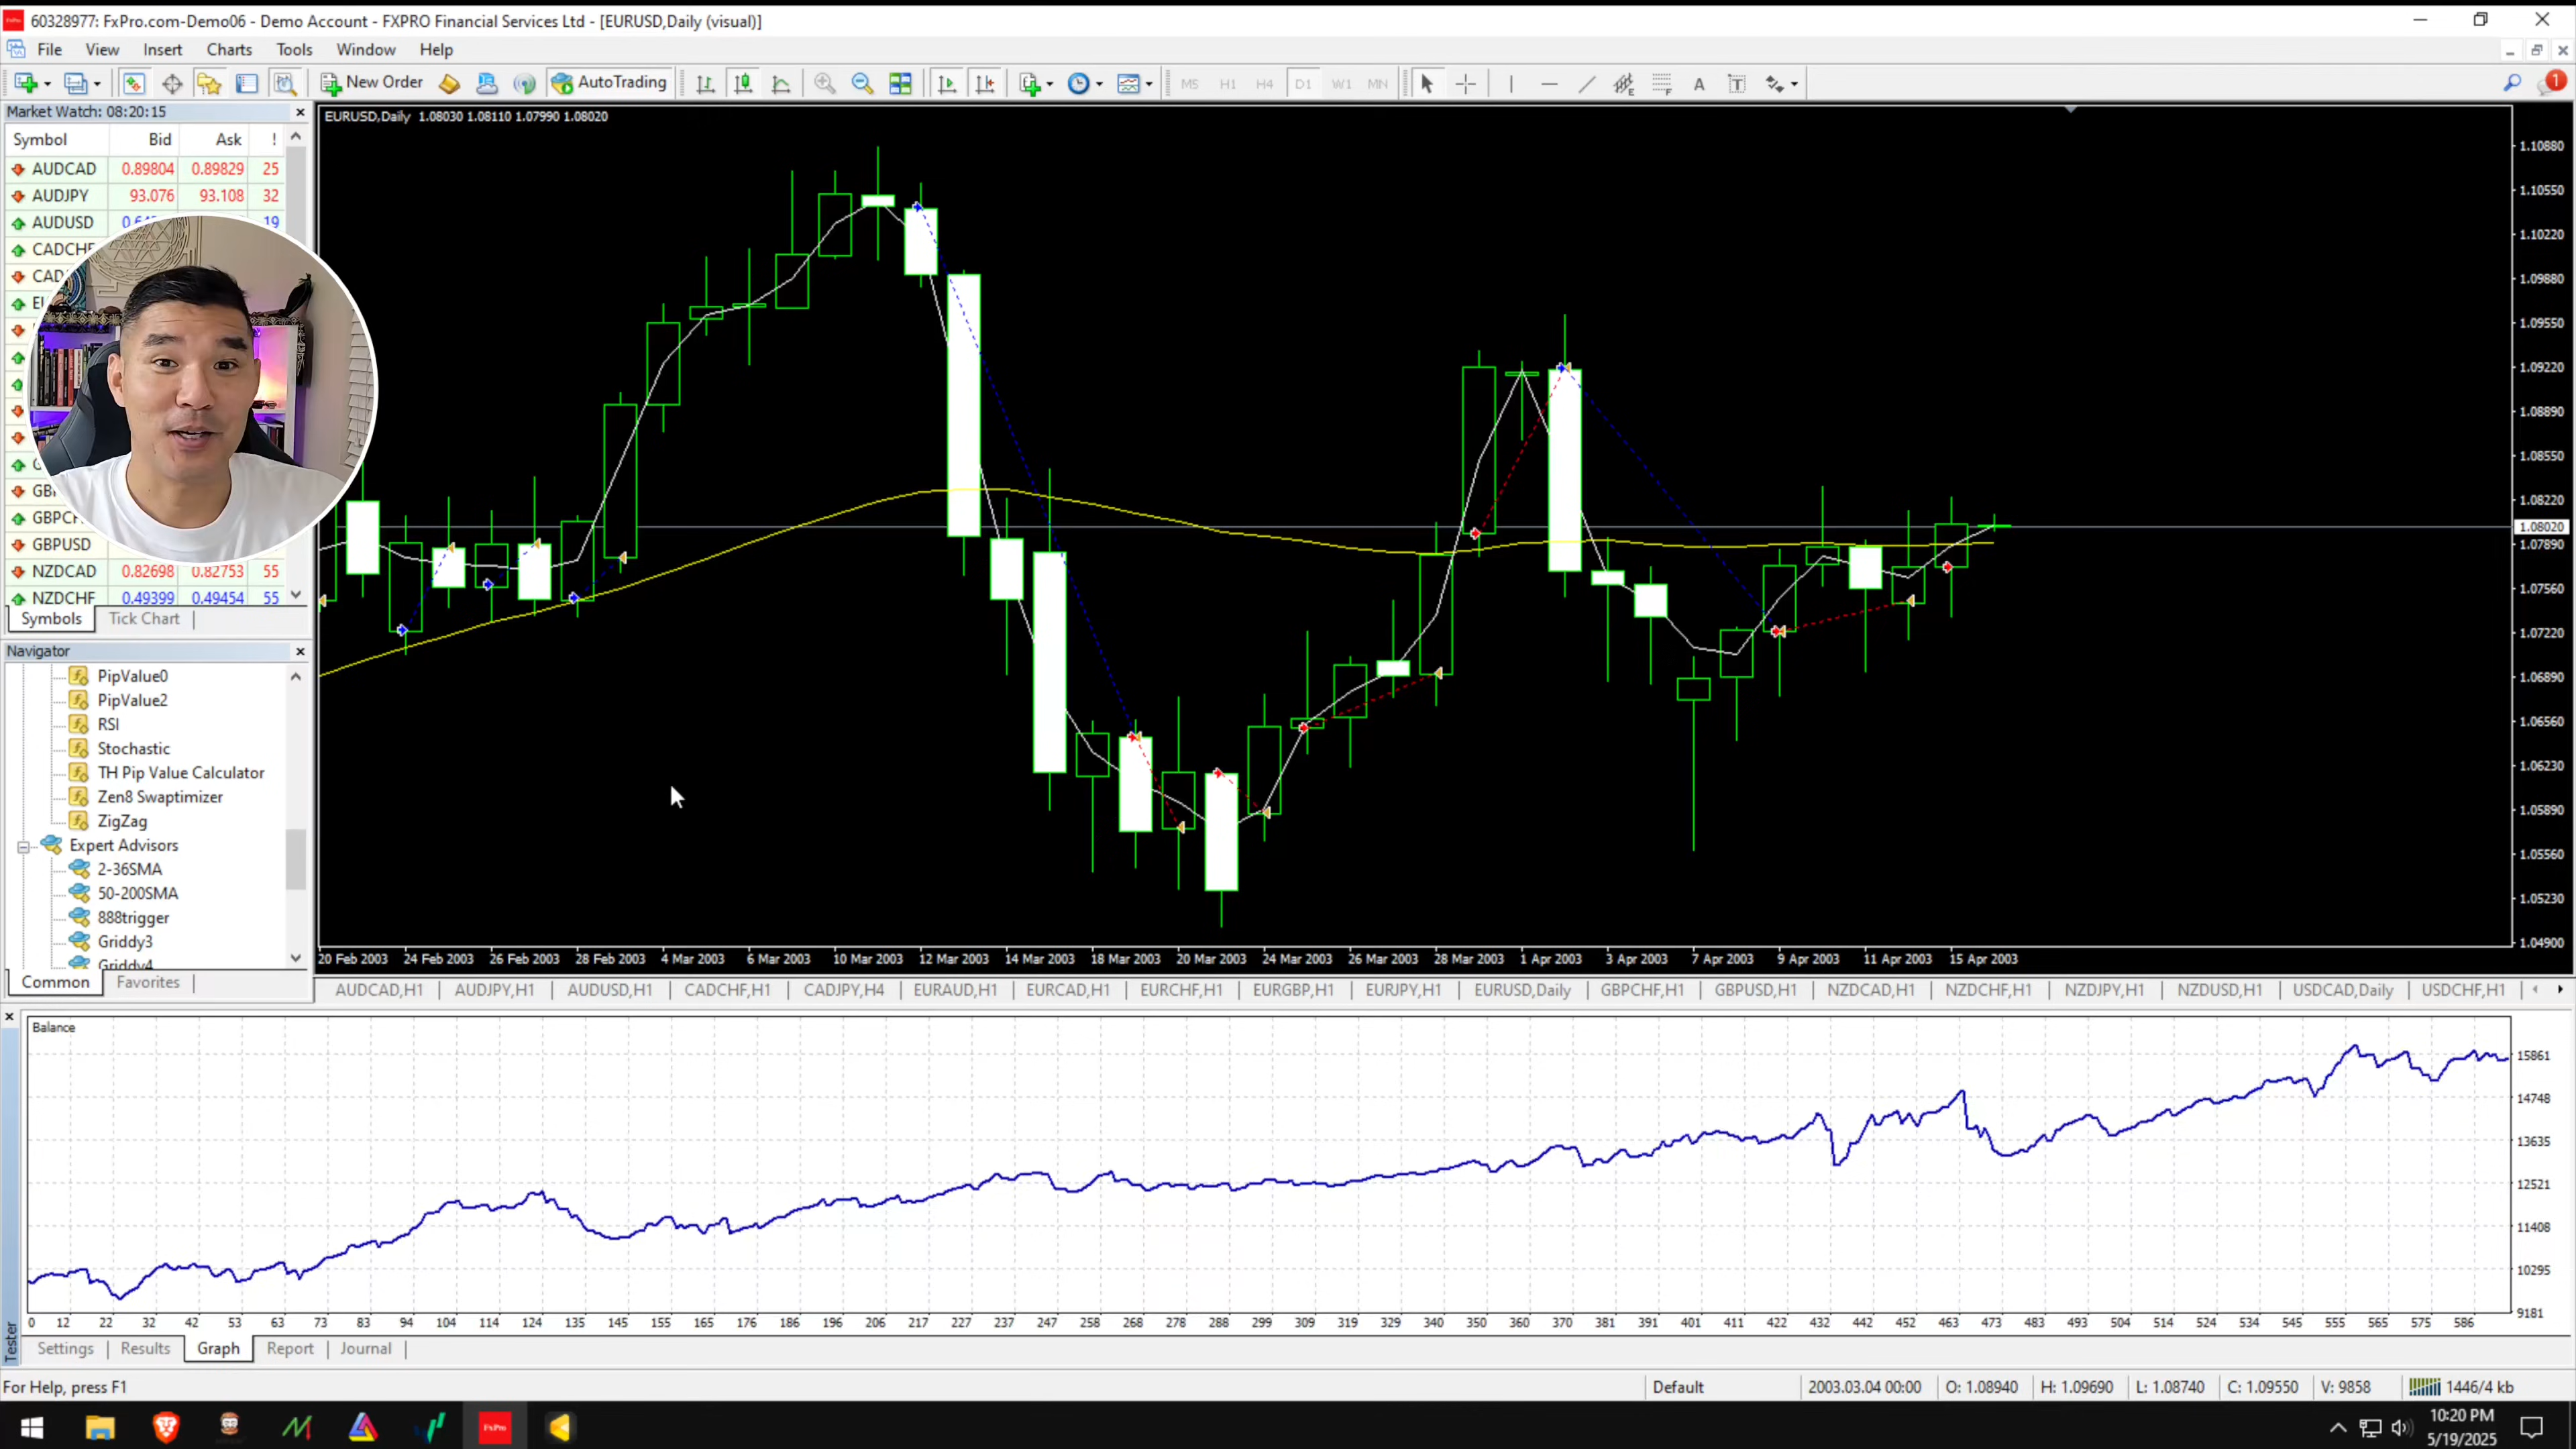 60328977: FxPro.com-Demo06 - Demo Account - FXPRO Financial Services Ltd - [EURUSD,Daily (visual)]
File View Insert Charts Tools Window Help
New Order AutoTrading MS H1 H4 D1 W1 MN A T 1
Market Watch: 08:20:15
Symbol Bid Ask !
AUDCAD 0.89804 0.89829 25
AUDJPY 93.076 93.108 32
AUDUSD 19
GBPUSD
NZDCAD 0.82698 0.82753 55
NZDCHF 0.49399 0.49454 55
Symbols Tick Chart
Navigator
PipValue0
PipValue2
RSI
Stochastic
TH Pip Value Calculator
Zen8 Swaptimizer
ZigZag
Expert Advisors
2-36SMA
50-200SMA
888trigger
Griddy3
Griddy4
Common Favorites
EURUSD,Daily 1.08030 1.08110 1.07990 1.08020
1.10880
1.10550
1.10220
1.09880
1.09550
1.09220
1.08890
1.08550
1.08220
1.08020
1.07890
1.07560
1.07220
1.06890
1.06560
1.06230
1.05890
1.05560
1.05230
1.04900
20 Feb 2003 24 Feb 2003 26 Feb 2003 28 Feb 2003 4 Mar 2003 6 Mar 2003 10 Mar 2003 12 Mar 2003 14 Mar 2003 18 Mar 2003 20 Mar 2003 24 Mar 2003 26 Mar 2003 28 Mar 2003 1 Apr 2003 3 Apr 2003 7 Apr 2003 9 Apr 2003 11 Apr 2003 15 Apr 2003
AUDCAD,H1 AUDJPY,H1 AUDUSD,H1 CADCHF,H1 CADJPY,H4 EURAUD,H1 EURCAD,H1 EURCHF,H1 EURGBP,H1 EURJPY,H1 EURUSD,Daily GBPCHF,H1 GBPUSD,H1 NZDCAD,H1 NZDCHF,H1 NZDJPY,H1 NZDUSD,H1 USDCAD,Daily USDCHF,H1
Balance
15861
14748
13635
12521
11408
10295
9181
0 12 22 32 42 53 63 73 83 94 104 114 124 135 145 155 165 176 186 196 206 217 227 237 247 258 268 278 288 299 309 319 329 340 350 360 370 381 391 401 411 422 432 442 452 463 473 483 493 504 514 524 534 545 555 565 575 586
Tester
Settings Results Graph Report Journal
For Help, press F1 Default 2003.03.04 00:00 O: 1.08940 H: 1.09690 L: 1.08740 C: 1.09550 V: 9858 1446/4 kb
FxPro
10:20 PM
5/19/2025